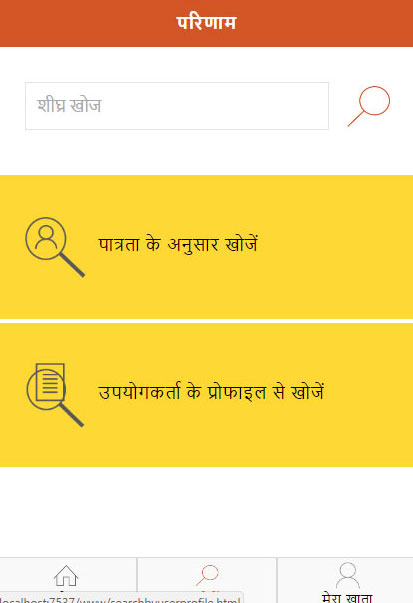 परिणाम
शीघ्र खोज
पात्रता के अनुसार खोजें
उपयोगकर्ता के प्रोफाइल से खोजें
मेरा खाता
localhost:7537/www/searchbyuserprofile.html